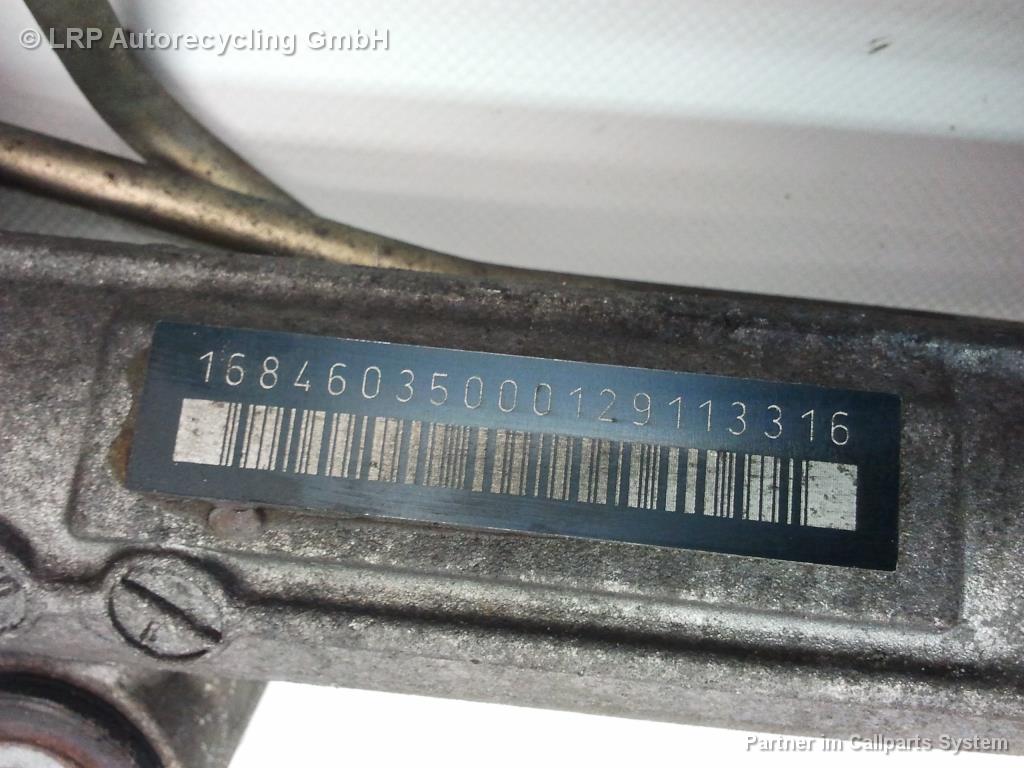 © LRP Autorecycling GmbH
16846035000129113316
Partner im Callparts System